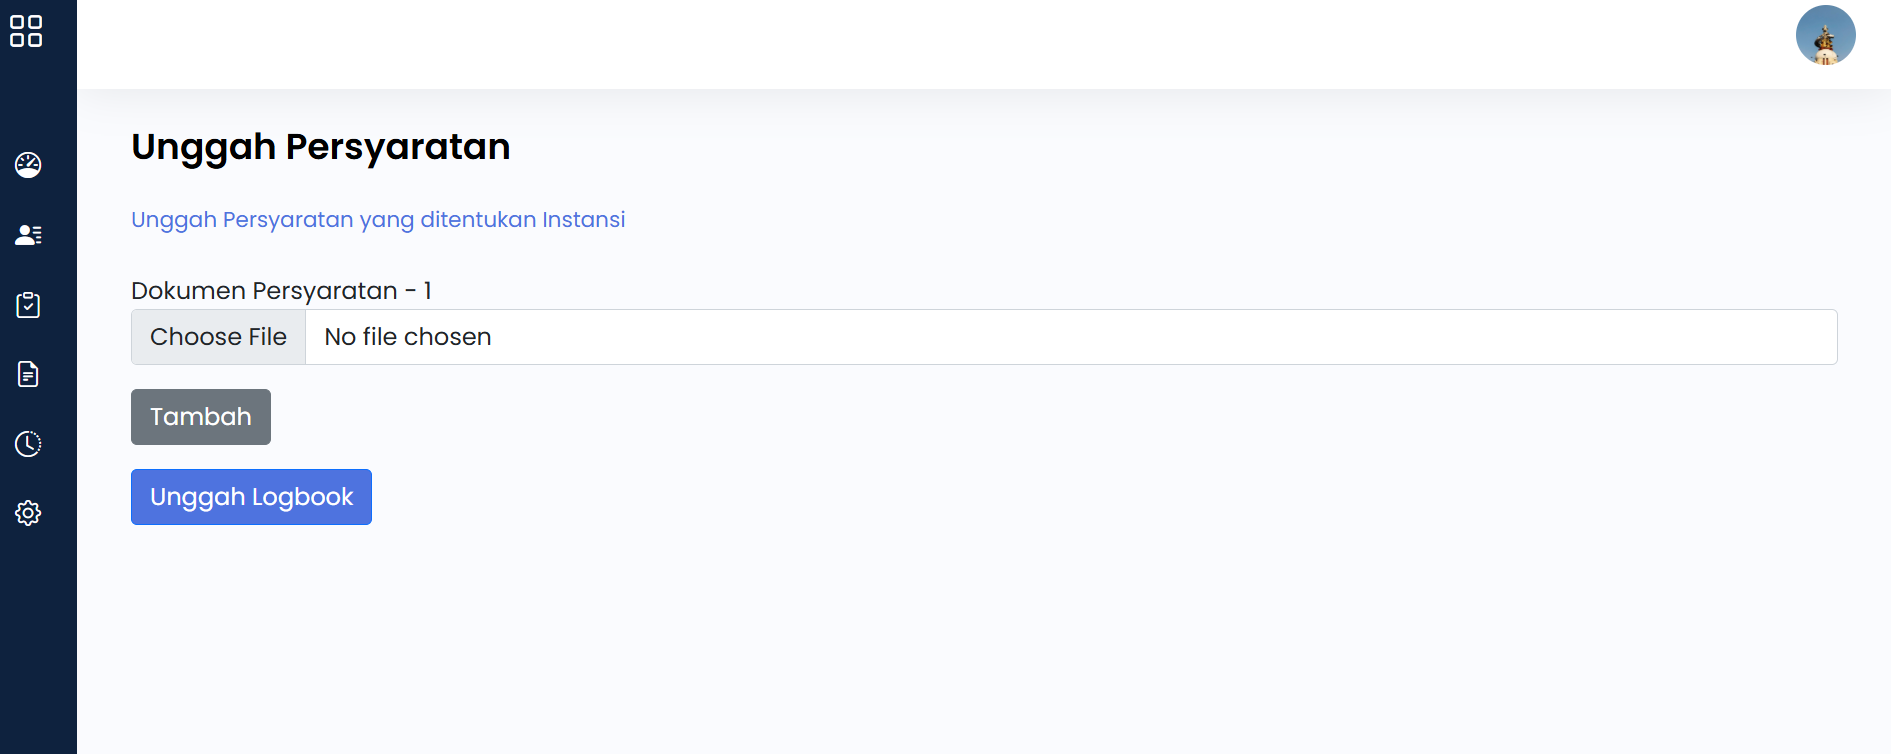 Unggah Persyaratan
Unggah Persyaratan yang ditentukan Instansi
Dokumen Persyaratan - 1
Choose File No file chosen
Tambah
Unggah Logbook